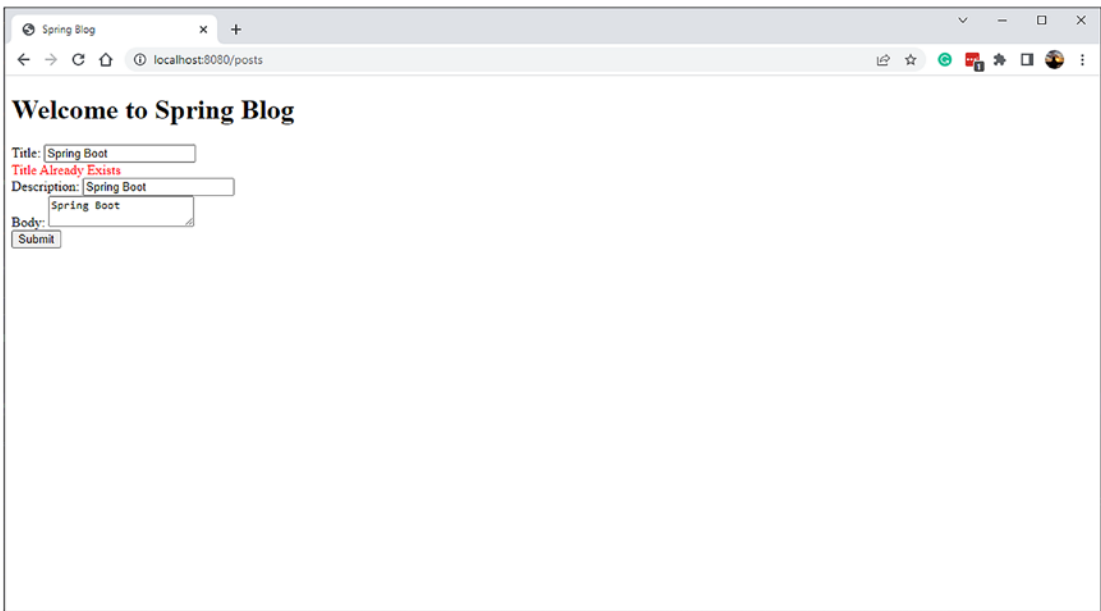 Spring Blog
localhost:8080/posts
1
Welcome to Spring Blog
Title: Spring Boot
Title Already Exists
Description: Spring Boot
Spring Boot
Body:
Submit